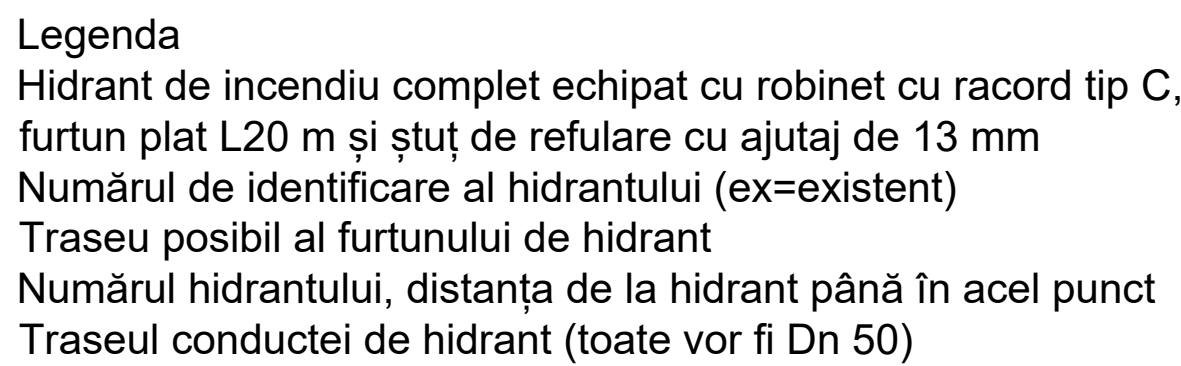 Legenda
Hidrant de incendiu complet echipat cu robinet cu racord tip C,
furtun plat L20 m și ștuț de refulare cu ajutaj de 13 mm
Numărul de identificare al hidrantului (ex=existent)
Traseu posibil al furtunului de hidrant
Numărul hidrantului, distanța de la hidrant până în acel punct
Traseul conductei de hidrant (toate vor fi Dn 50)